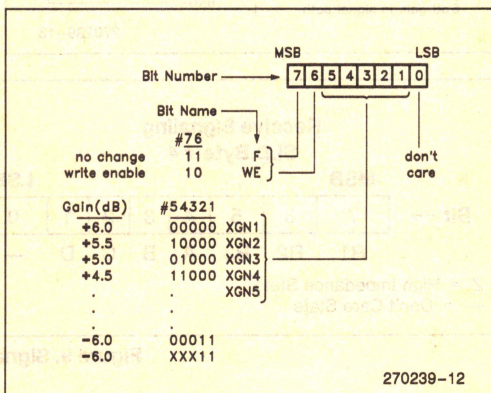 MSB LSB
Bit Number 7 6 5 4 3 2 1 0
Bit Name
#76
no change 11 F
write enable 10 WE
don't care
Gain(dB) #54321
+6.0 00000 XGN1
+5.5 10000 XGN2
+5.0 01000 XGN3
+4.5 11000 XGN4
. . XGN5
. .
. .
-6.0 00011
-6.0 XXX11
270239-12